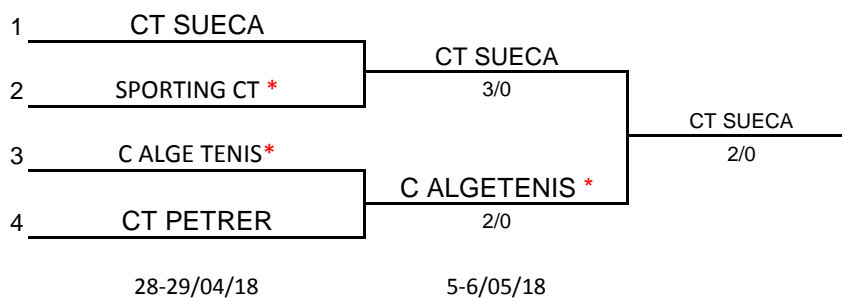 1 CT SUECA
CT SUECA
2 SPORTING CT *
3/0
CT SUECA
3 C ALGE TENIS*
2/0
C ALGETENIS *
4 CT PETRER
2/0
28-29/04/18
5-6/05/18